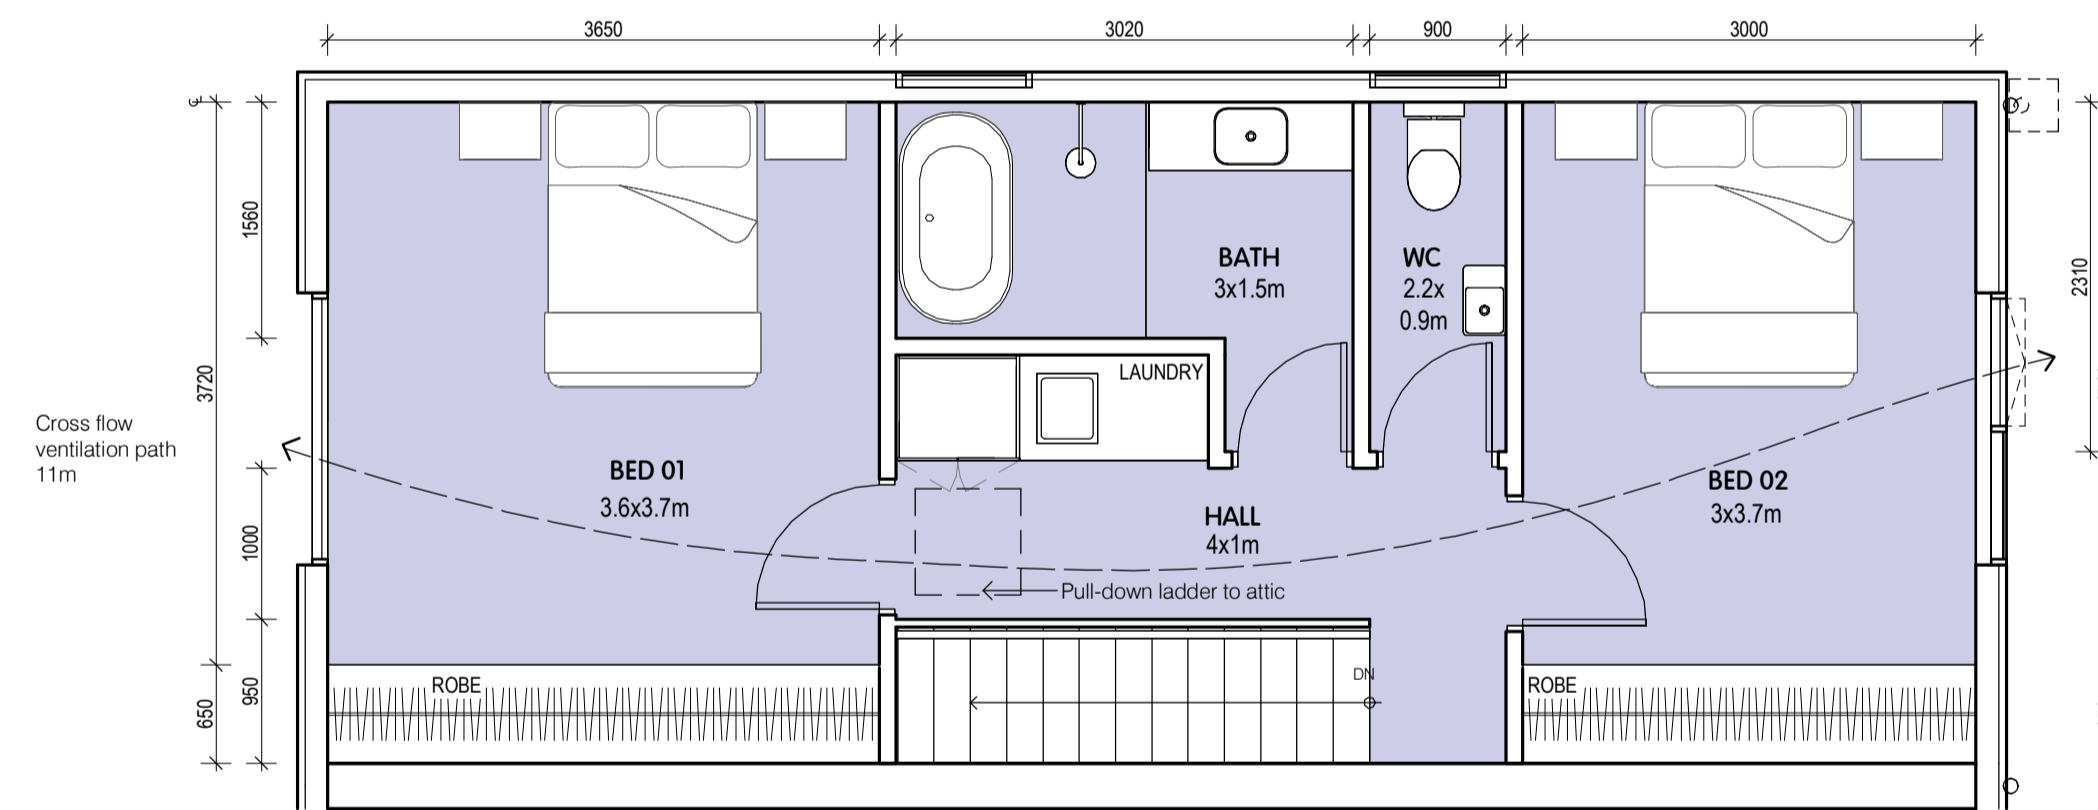 3650
3020
900
3000
1560
3720
1000
950
650
2310
Cross flow
ventilation path
11m
BED 01
3.6x3.7m
BATH
3x1.5m
WC
2.2x
0.9m
LAUNDRY
HALL
4x1m
Pull-down ladder to attic
BED 02
3x3.7m
DN
ROBE
ROBE